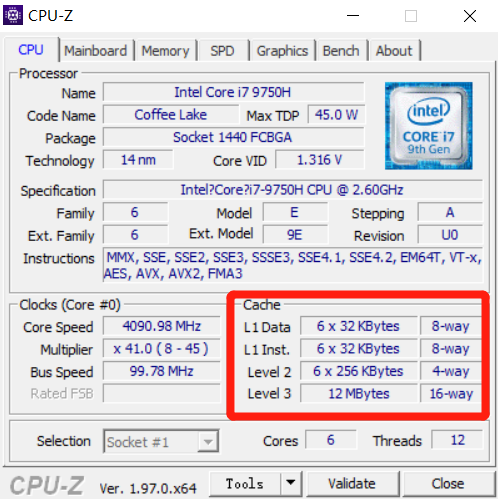 CPU-Z
CPU Mainboard Memory SPD Graphics Bench About
Processor
Name Intel Core i7 9750H
Code Name Coffee Lake Max TDP 45.0 W
Package Socket 1440 FCBGA
Technology 14 nm Core VID 1.316 V
intel
CORE i7
9th Gen
Specification Intel?Core?i7-9750H CPU @ 2.60GHz
Family 6 Model E Stepping A
Ext. Family 6 Ext. Model 9E Revision U0
Instructions MMX, SSE, SSE2, SSE3, SSSE3, SSE4.1, SSE4.2, EM64T, VT-x,
AES, AVX, AVX2, FMA3
Clocks (Core #0)
Core Speed 4090.98 MHz
Multiplier x 41.0 ( 8 - 45 )
Bus Speed 99.78 MHz
Rated FSB
Cache
L1 Data 6 x 32 KBytes 8-way
L1 Inst. 6 x 32 KBytes 8-way
Level 2 6 x 256 KBytes 4-way
Level 3 12 MBytes 16-way
Selection Socket #1 Cores 6 Threads 12
CPU-Z Ver. 1.97.0.x64 Tools Validate Close